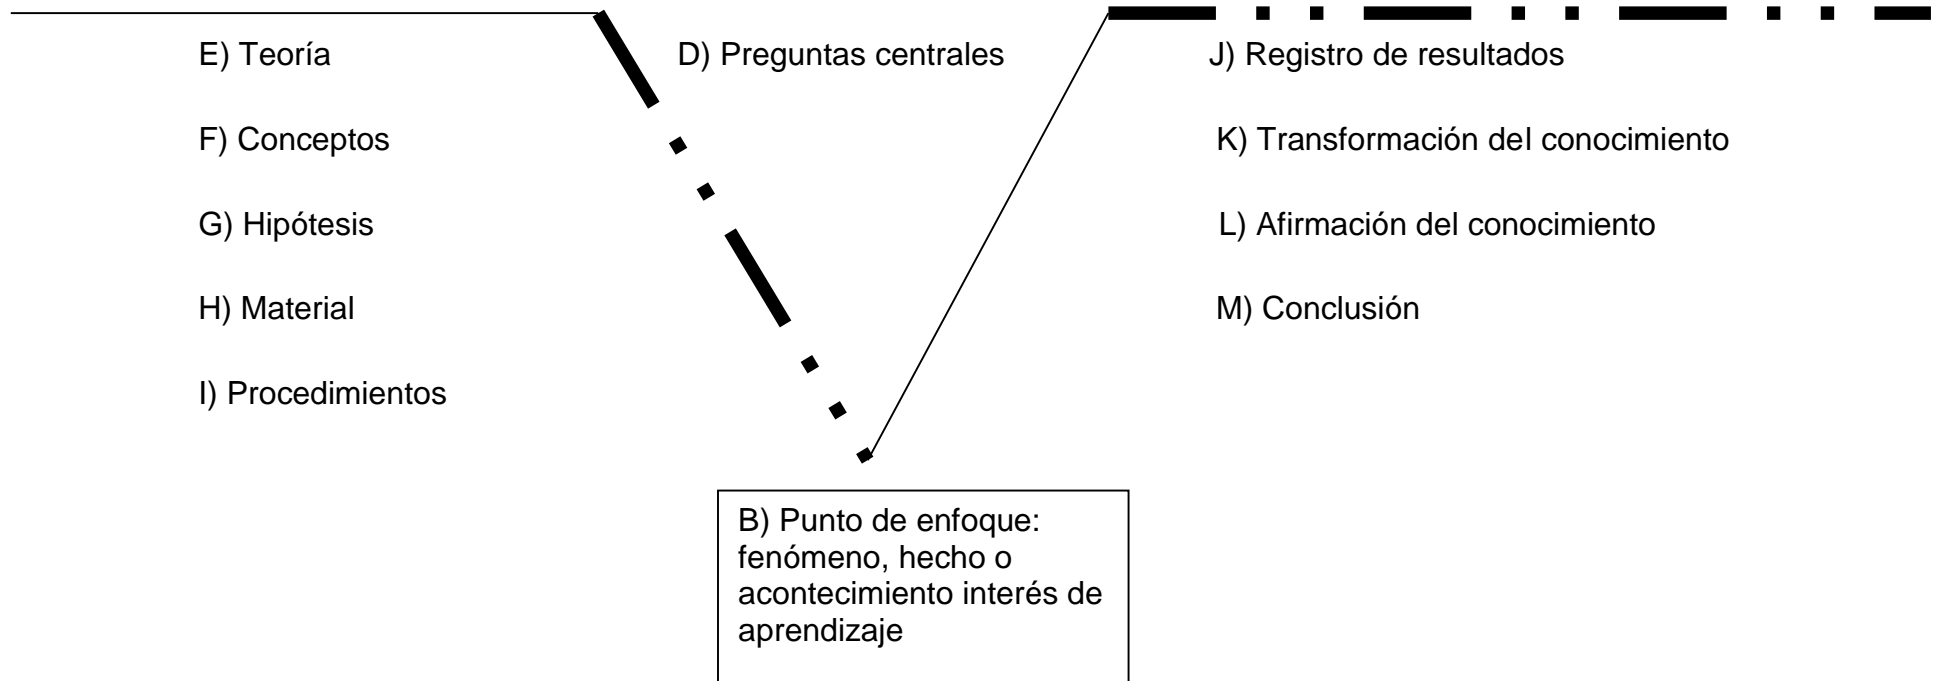 E) Teoría
D) Preguntas centrales
J) Registro de resultados
F) Conceptos
K) Transformación del conocimiento
G) Hipótesis
L) Afirmación del conocimiento
H) Material
M) Conclusión
I) Procedimientos
B) Punto de enfoque:
fenómeno, hecho o
acontecimiento interés de
aprendizaje